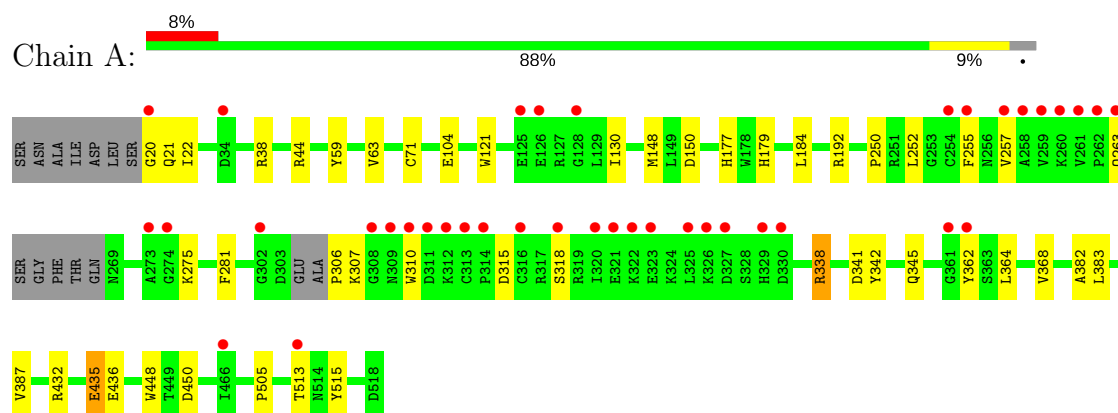 8%
Chain A:
88% 9% •
SER ASN ALA ILE ASP LEU SER G20 Q21 I22 D34 R38 R44 Y59 V63 C71 E104 W121 E125 E126 R127 G128 L129 I130 M148 L149 D150 H177 W178 H179 L184 R192 P250 R251 L252 G253 C254 F255 N256 V257 A258 V259 K260 V261 P262 P263
SER GLY PHE THR GLN N269 A273 G274 K275 F281 G302 D303 GLU ALA P306 K307 G308 N309 W310 D311 K312 C313 P314 D315 C316 R317 S318 R319 I320 E321 K322 E323 K324 L325 K326 D327 S328 H329 D330 R338 D341 Y342 Q345 G361 Y362 S363 L364 V368 A382 L383
V387 R432 E435 E436 W448 T449 D450 I466 P505 T513 N514 Y515 D518